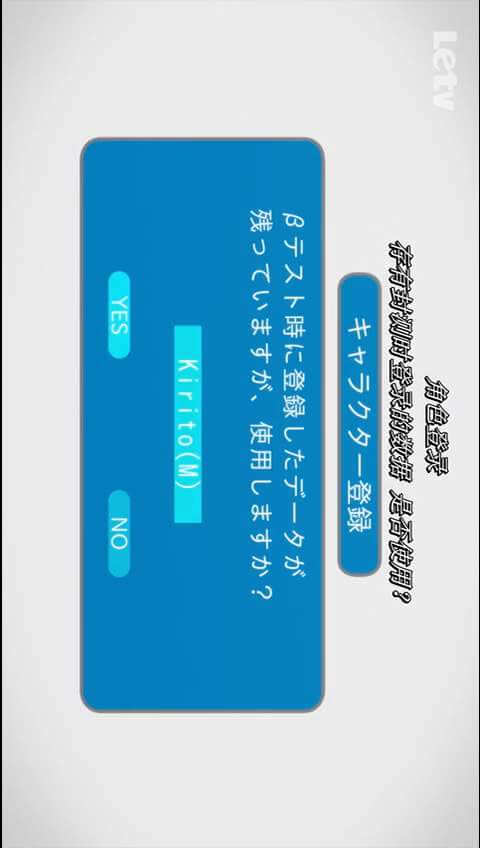 Letv
角色登录
存有封测时登录的数据 是否使用？
キャラクター登録
βテスト時に登録したデータが
残っていますが、使用しますか？
Kirito(M)
YES
NO